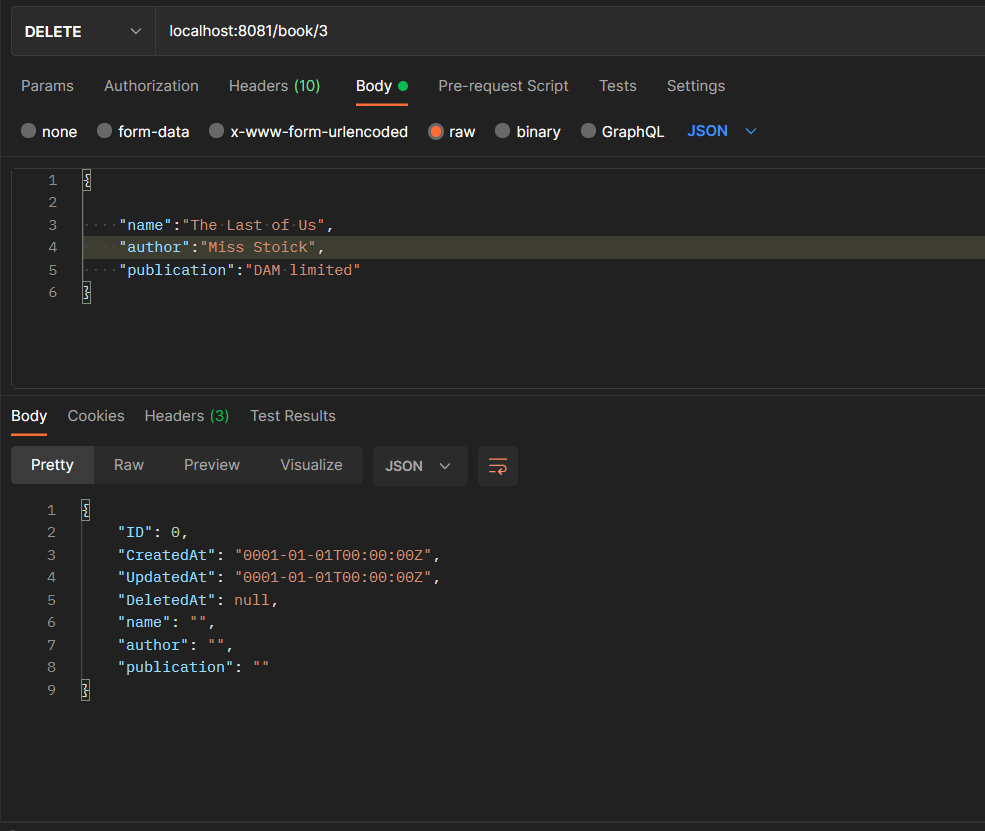 DELETE localhost:8081/book/3
Params Authorization Headers (10) Body Pre-request Script Tests Settings
none form-data x-www-form-urlencoded raw binary GraphQL JSON
1 {
2
3 ····"name":"The·Last·of·Us",
4 ····"author":"Miss·Stoick",
5 ····"publication":"DAM·limited"
6 }
Body Cookies Headers (3) Test Results
Pretty Raw Preview Visualize JSON
1 {
2 "ID": 0,
3 "CreatedAt": "0001-01-01T00:00:00Z",
4 "UpdatedAt": "0001-01-01T00:00:00Z",
5 "DeletedAt": null,
6 "name": "",
7 "author": "",
8 "publication": ""
9 }